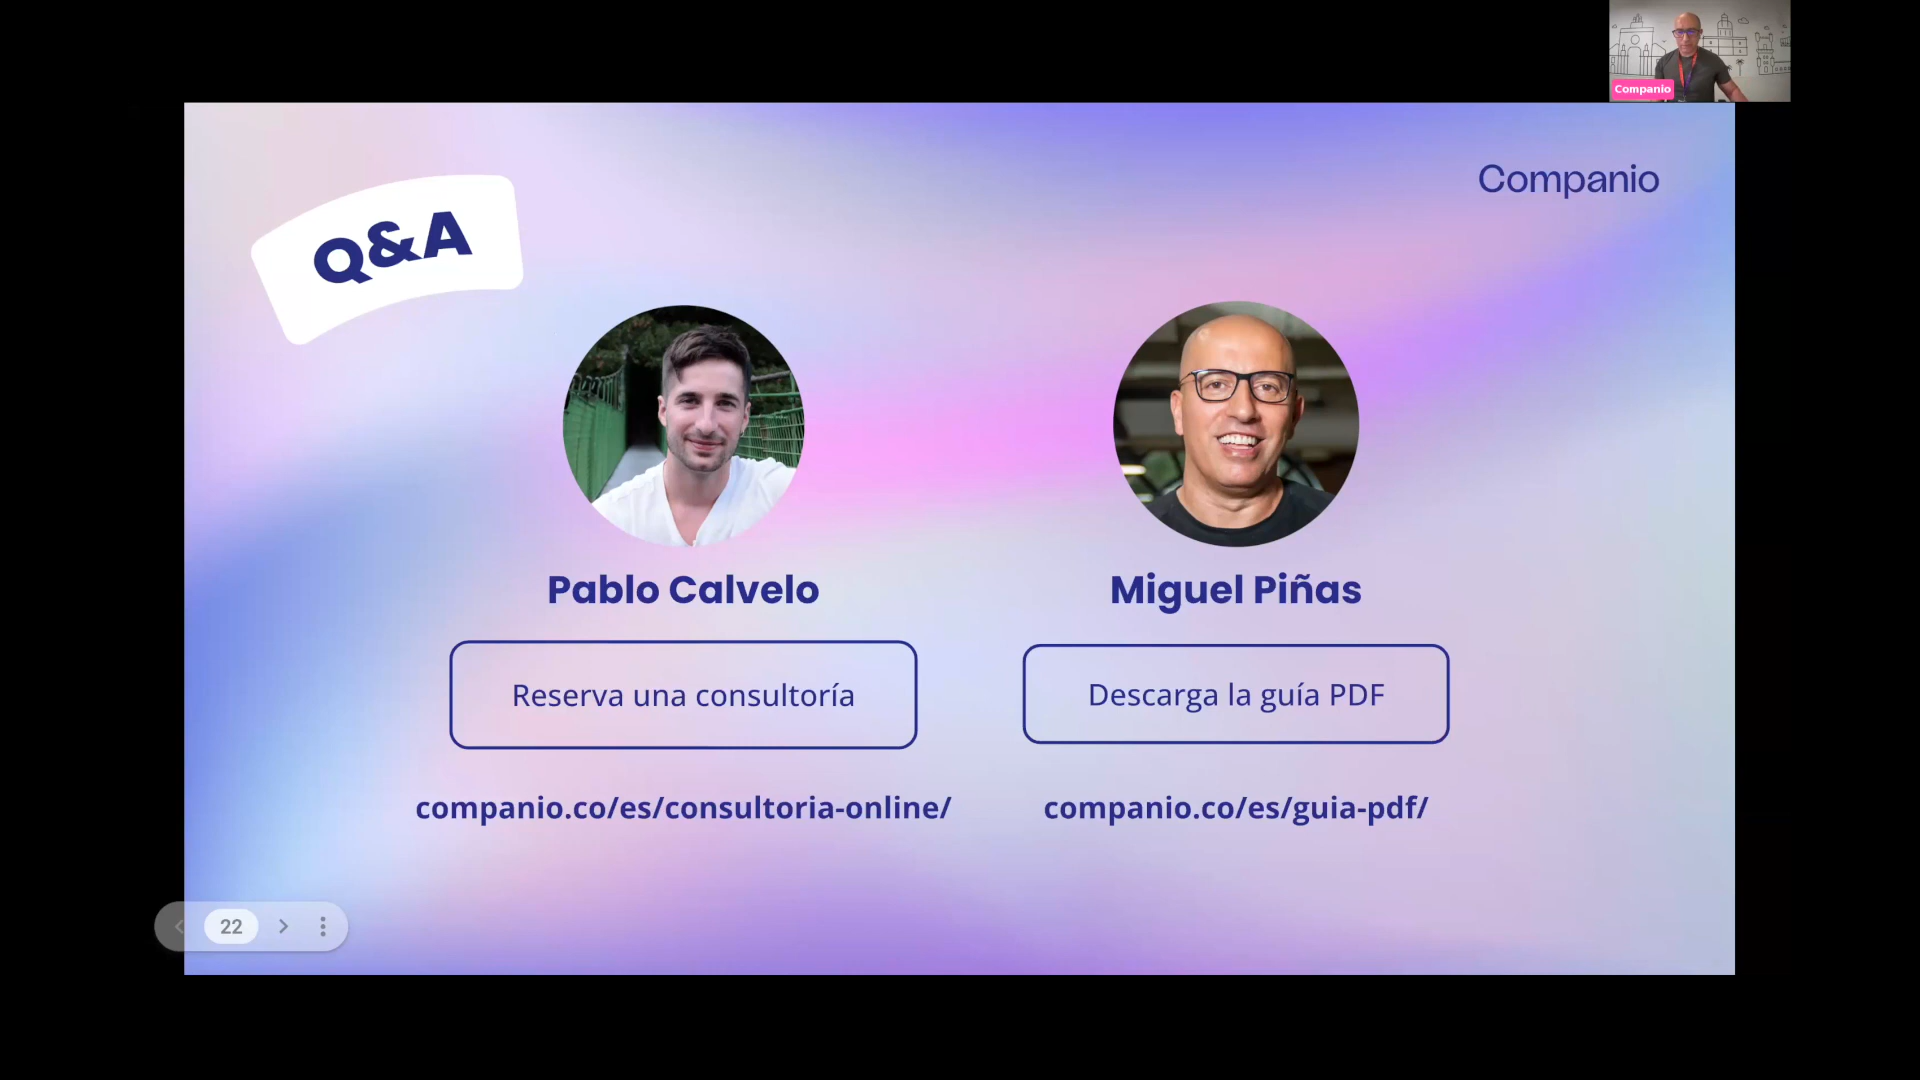 Companio
Companio
Q&A
Pablo Calvelo
Miguel Piñas
Reserva una consultoría
Descarga la guía PDF
companio.co/es/consultoria-online/
companio.co/es/guia-pdf/
22